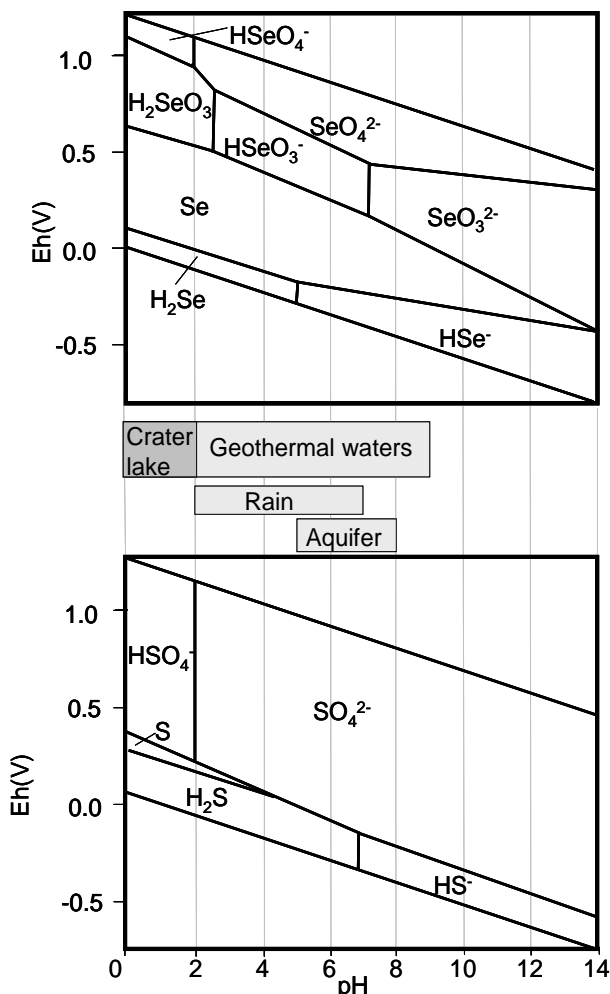 HSeO₄⁻
1.0
H₂SeO₃
SeO₄²⁻
HSeO₃⁻
0.5
Se
SeO₃²⁻
Eh(V)
0.0
H₂Se
HSe⁻
-0.5
Crater
lake
Geothermal waters
Rain
Aquifer
1.0
HSO₄⁻
SO₄²⁻
0.5
S
Eh(V)
H₂S
0.0
HS⁻
-0.5
0 2 4 6 8 10 12 14
pH